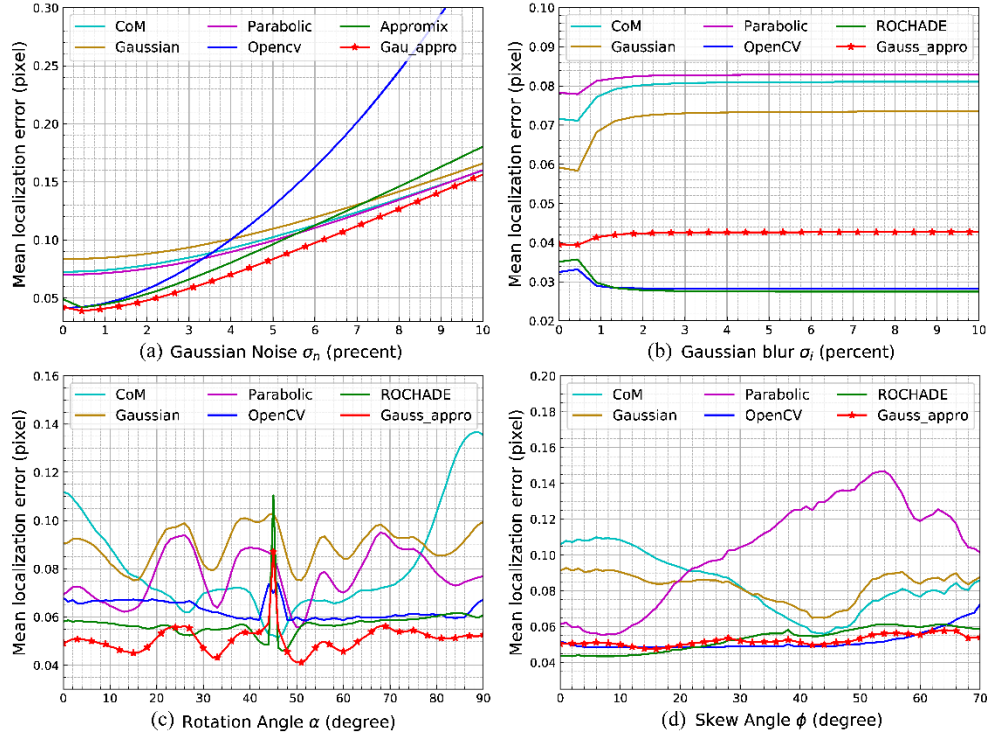 CoM Parabolic Appromix
Gaussian Opencv Gau_appro
Mean localization error (pixel)
0.30
0.25
0.20
0.15
0.10
0.05
0 1 2 3 4 5 6 7 8 9 10
(a) Gaussian Noise σn (precent)
CoM Parabolic ROCHADE
Gaussian OpenCV Gauss_appro
Mean localization error (pixel)
0.10
0.09
0.08
0.07
0.06
0.05
0.04
0.03
0.02
0 1 2 3 4 5 6 7 8 9 10
(b) Gaussian blur σi (percent)
CoM Parabolic ROCHADE
Gaussian OpenCV Gauss_appro
Mean localization error (pixel)
0.16
0.14
0.12
0.10
0.08
0.06
0.04
0 10 20 30 40 50 60 70 80 90
(c) Rotation Angle α (degree)
CoM Parabolic ROCHADE
Gaussian OpenCV Gauss_appro
Mean localization error (pixel)
0.20
0.18
0.16
0.14
0.12
0.10
0.08
0.06
0.04
0 10 20 30 40 50 60 70
(d) Skew Angle ϕ (degree)